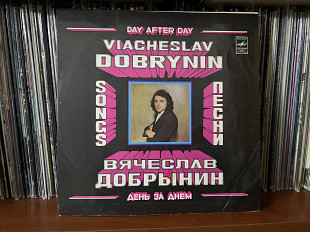 DAY AFTER DAY
VIACHESLAV
DOBRYNIN
SONGS
ПЕСНИ
ВЯЧЕСЛАВ
ДОБРЫНИН
ДЕНЬ ЗА ДНЕМ